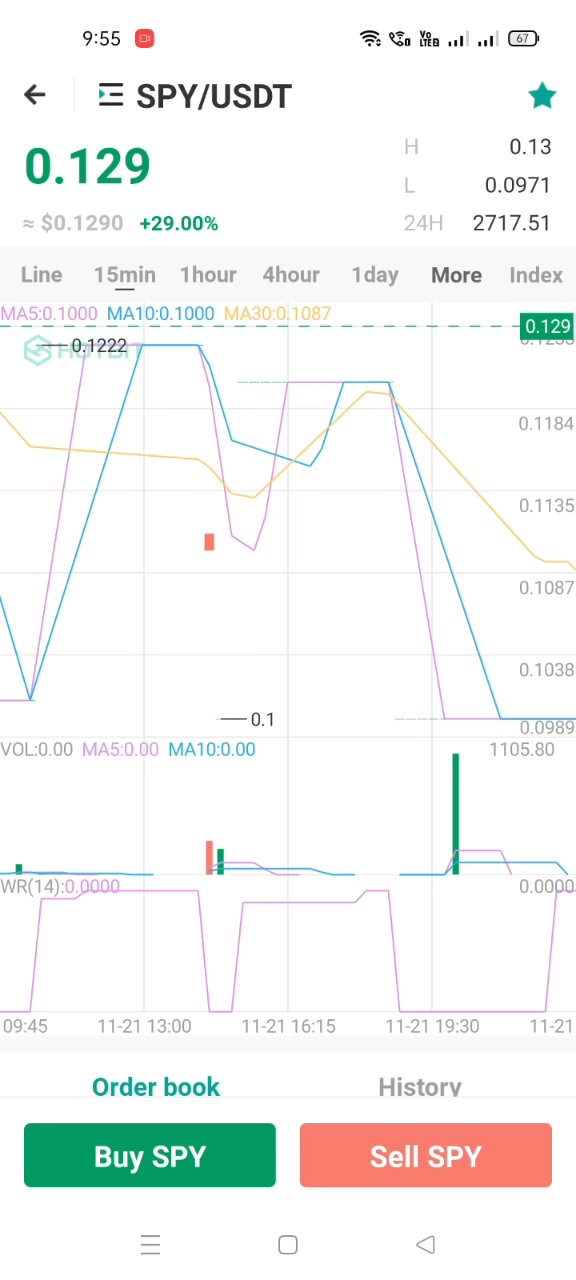 9:55
67
SPY/USDT
0.129
H 0.13
L 0.0971
≈ $0.1290 +29.00%
24H 2717.51
Line 15min 1hour 4hour 1day More Index
MA5:0.1000 MA10:0.1000 MA30:0.1087
0.129
0.1222
0.1184
0.1135
0.1087
0.1038
0.1
0.0989
VOL:0.00 MA5:0.00 MA10:0.00 1105.80
WR(14):0.0000 0.0000
09:45 11-21 13:00 11-21 16:15 11-21 19:30 11-21
Order book History
Buy SPY Sell SPY